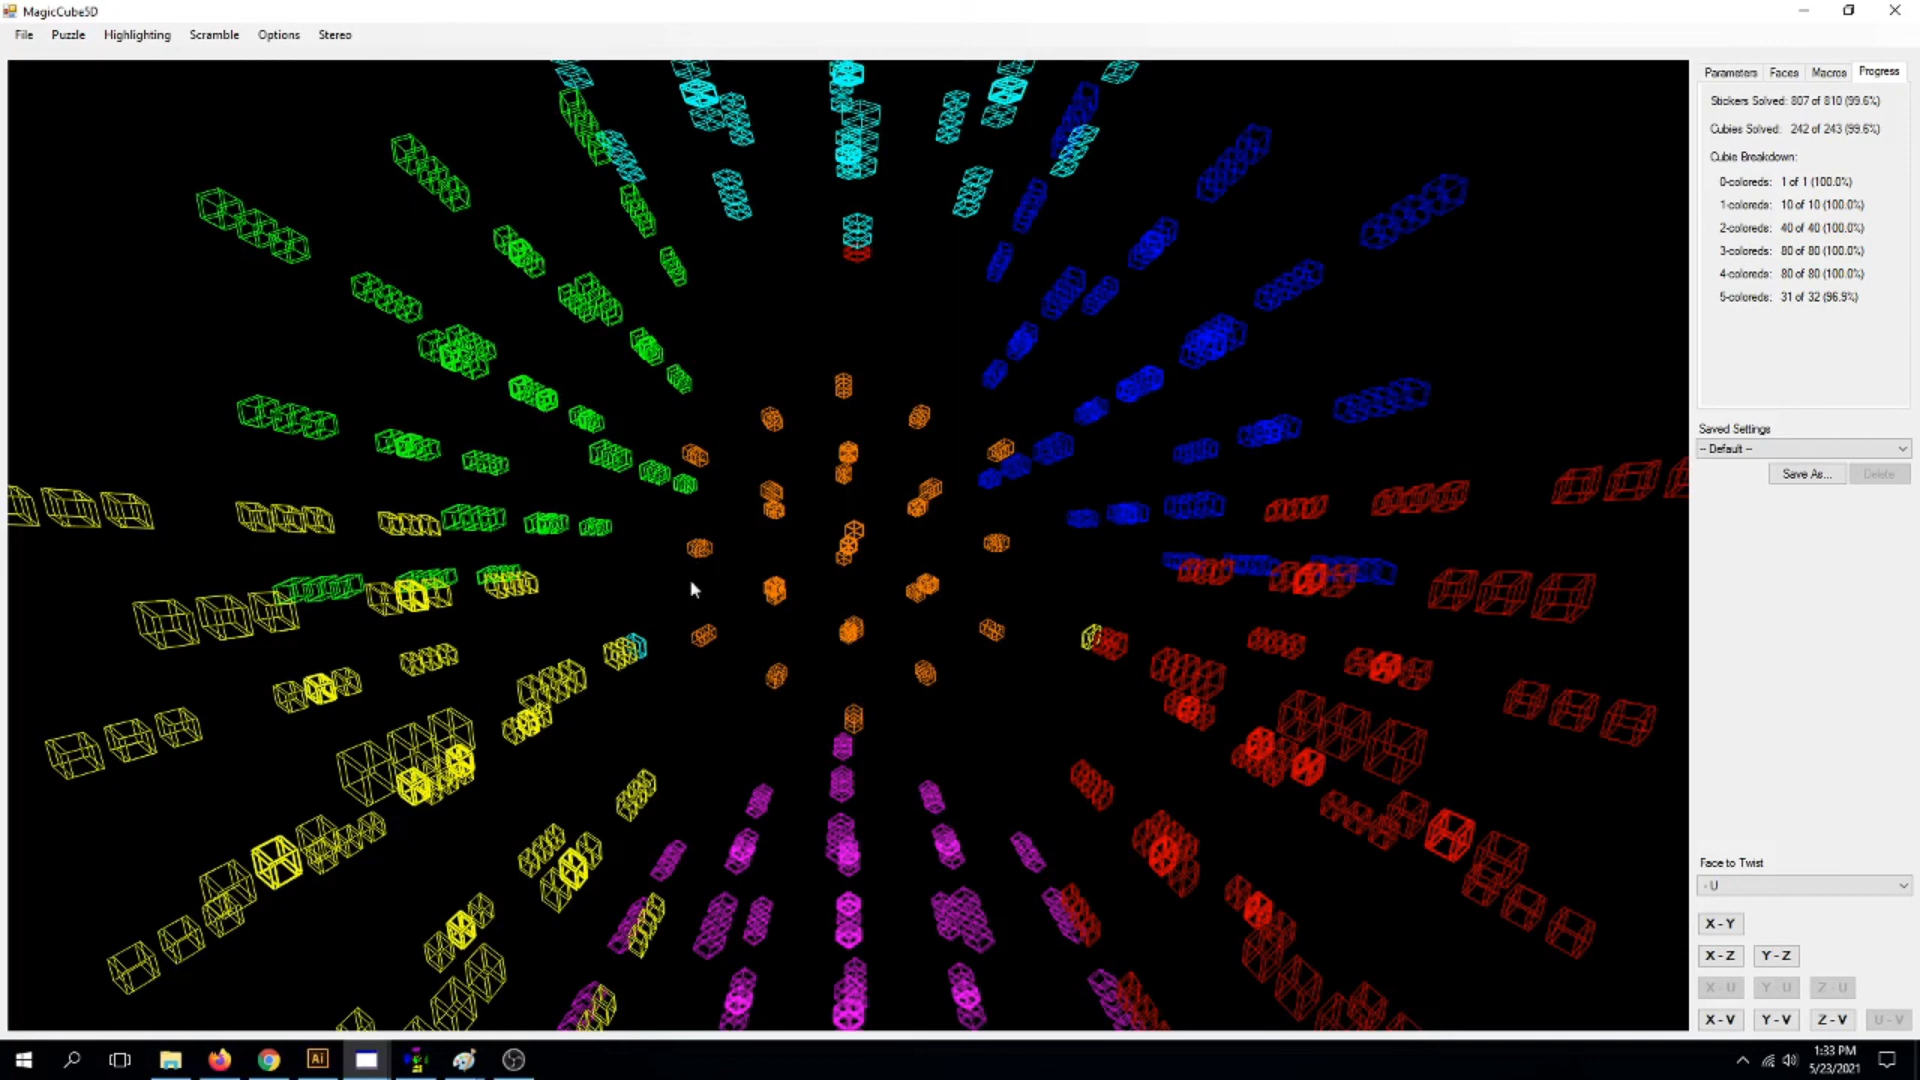 MagicCube5D
File Puzzle Highlighting Scramble Options Stereo
Parameters Faces Macros Progress
Stickers Solved: 807 of 810 (99.6%)
Cubies Solved: 242 of 243 (99.6%)
Cubie Breakdown:
0-coloreds: 1 of 1 (100.0%)
1-coloreds: 10 of 10 (100.0%)
2-coloreds: 40 of 40 (100.0%)
3-coloreds: 80 of 80 (100.0%)
4-coloreds: 80 of 80 (100.0%)
5-coloreds: 31 of 32 (96.9%)
Saved Settings
-- Default --
Save As... Delete
Face to Twist
- U
X - Y
X - Z Y - Z
X - U Y - U Z - U
X - V Y - V Z - V U - V
Ai
1:33 PM
5/23/2021